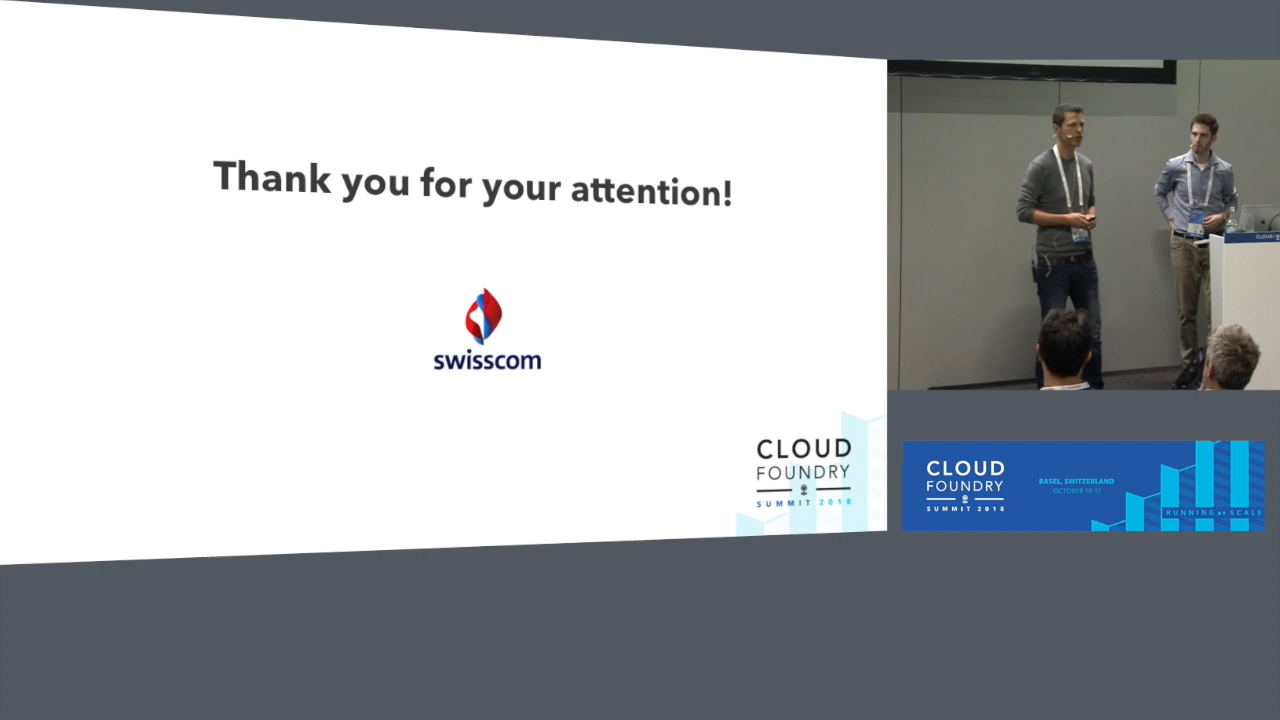 Thank you for your attention!
swisscom
CLOUD
FOUNDRY
SUMMIT 2018
CLOUD
FOUNDRY
SUMMIT 2018
BASEL, SWITZERLAND
OCTOBER 10-11
RUNNING AT SCALE